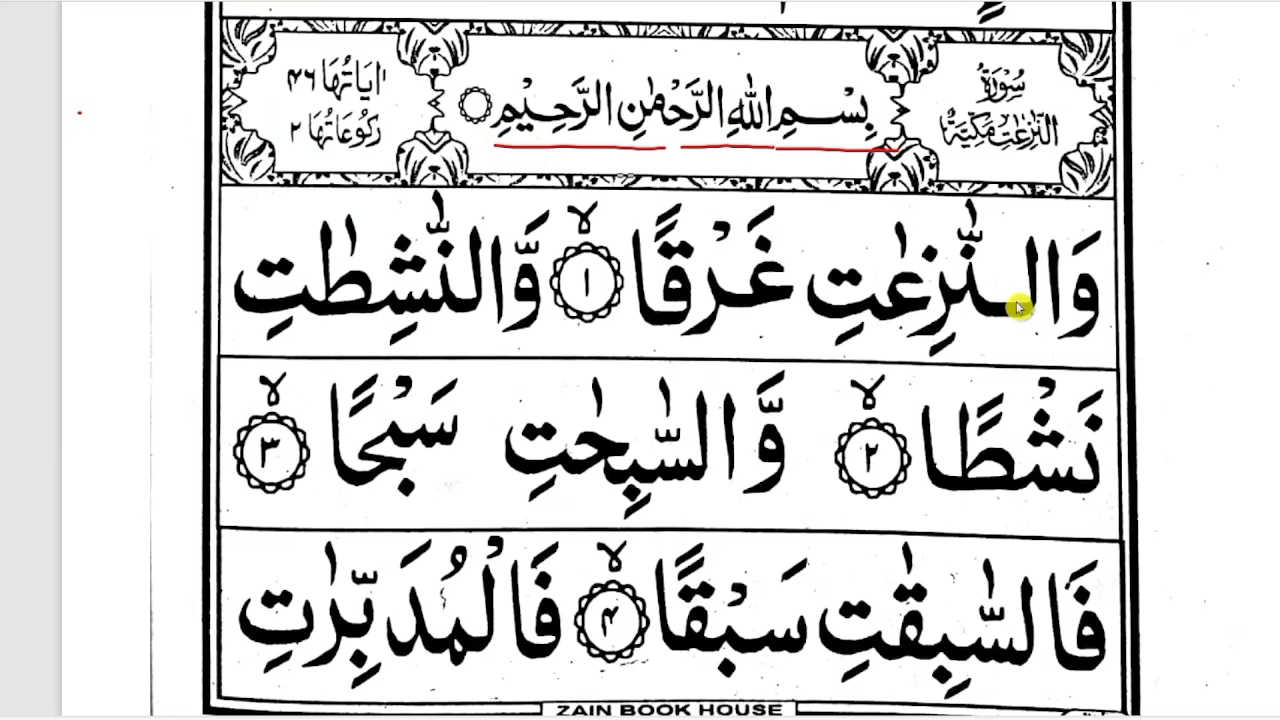 سُوْرَةُ النّٰزِعٰتِ مَكِّيَّةٌ
بِسْمِ اللّٰهِ الرَّحْمٰنِ الرَّحِيْمِ
اٰيَاتُهَا ٤٦
رُكُوْعَاتُهَا ٢
وَالنّٰزِعٰتِ غَرْقًا ۙ ١ وَّالنّٰشِطٰتِ
نَشْطًا ۙ ٢ وَّالسّٰبِحٰتِ سَبْحًا ۙ ٣
فَالسّٰبِقٰتِ سَبْقًا ۙ ٤ فَالْمُدَبِّرٰتِ
ZAIN BOOK HOUSE